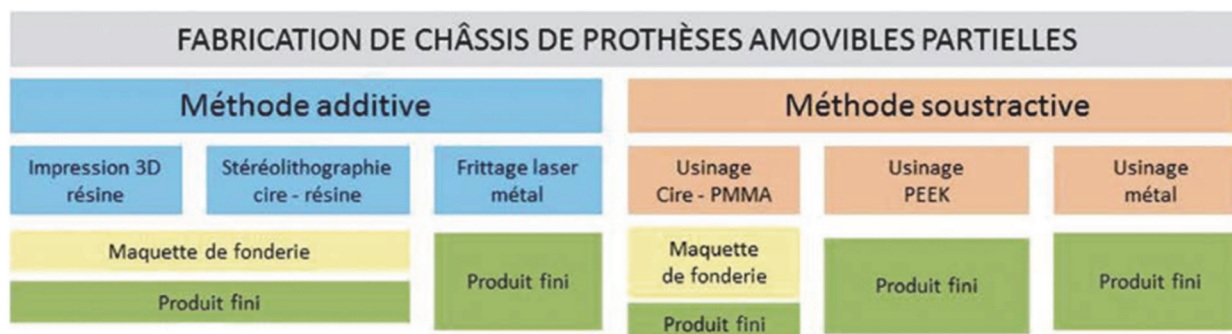 FABRICATION DE CHÂSSIS DE PROTHÈSES AMOVIBLES PARTIELLES
Méthode additive
Méthode soustractive
Impression 3D
résine
Stéréolithographie
cire - résine
Frittage laser
métal
Usinage
Cire - PMMA
Usinage
PEEK
Usinage
métal
Maquette de fonderie
Produit fini
Produit fini
Maquette
de fonderie
Produit fini
Produit fini
Produit fini